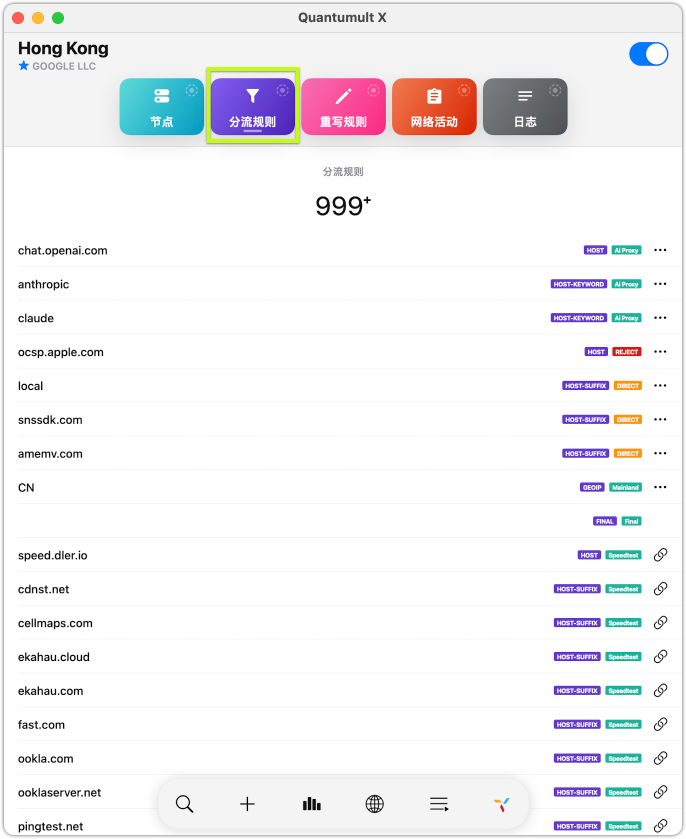 Quantumult X
Hong Kong
GOOGLE LLC
节点 分流规则 重写规则 网络活动 日志
分流规则
999+
chat.openai.com HOST Ai Proxy
anthropic HOST-KEYWORD Ai Proxy
claude HOST-KEYWORD Ai Proxy
ocsp.apple.com HOST REJECT
local HOST-SUFFIX DIRECT
snssdk.com HOST-SUFFIX DIRECT
amemv.com HOST-SUFFIX DIRECT
CN GEOIP Mainland
FINAL Final
speed.dler.io HOST Speedtest
cdnst.net HOST-SUFFIX Speedtest
cellmaps.com HOST-SUFFIX Speedtest
ekahau.cloud HOST-SUFFIX Speedtest
ekahau.com HOST-SUFFIX Speedtest
fast.com HOST-SUFFIX Speedtest
ookla.com HOST-SUFFIX Speedtest
ooklaserver.net HOST-SUFFIX Speedtest
pingtest.net HOST-SUFFIX Speedtest